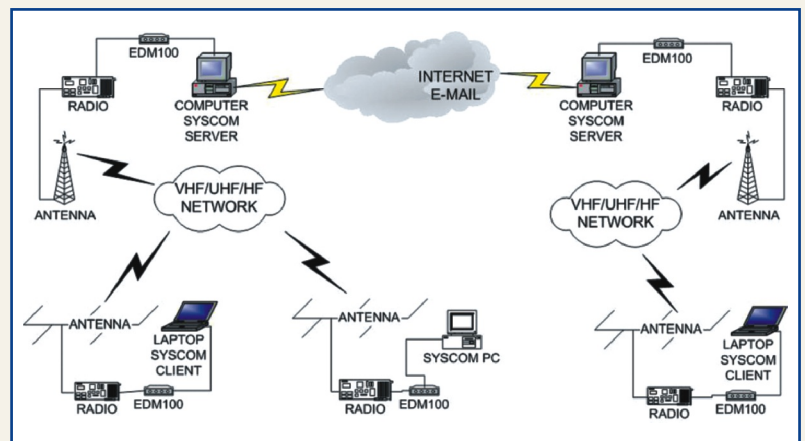 EDM100
RADIO
COMPUTER
SYSCOM
SERVER
INTERNET
E-MAIL
EDM100
COMPUTER
SYSCOM
SERVER
RADIO
ANTENNA
VHF/UHF/HF
NETWORK
VHF/UHF/HF
NETWORK
ANTENNA
ANTENNA
LAPTOP
SYSCOM
CLIENT
RADIO
EDM100
ANTENNA
SYSCOM PC
RADIO
EDM100
ANTENNA
LAPTOP
SYSCOM
CLIENT
RADIO
EDM100